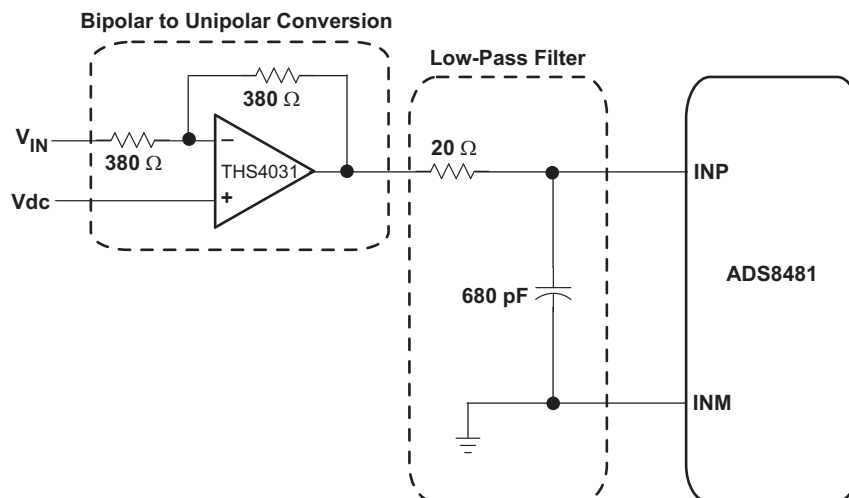 Bipolar to Unipolar Conversion
Low-Pass Filter
380 Ω
V_IN
380 Ω
−
THS4031
+
Vdc
20 Ω
INP
680 pF
ADS8481
INM